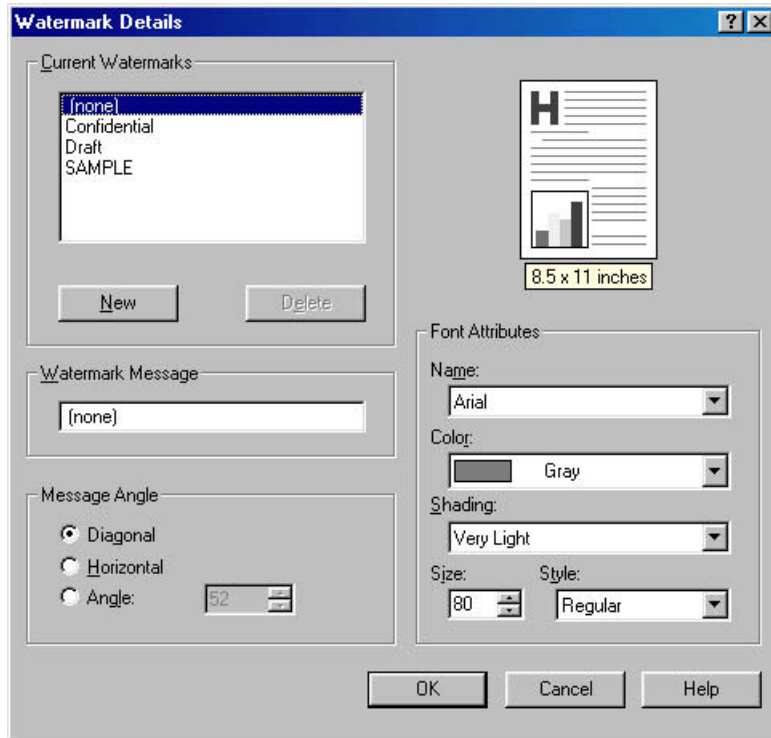 Watermark Details
Current Watermarks
(none)
Confidential
Draft
SAMPLE
New
Delete
H
8.5 x 11 inches
Watermark Message
(none)
Message Angle
Diagonal
Horizontal
Angle:
52
Font Attributes
Name:
Arial
Color:
Gray
Shading:
Very Light
Size:
Style:
80
Regular
OK
Cancel
Help